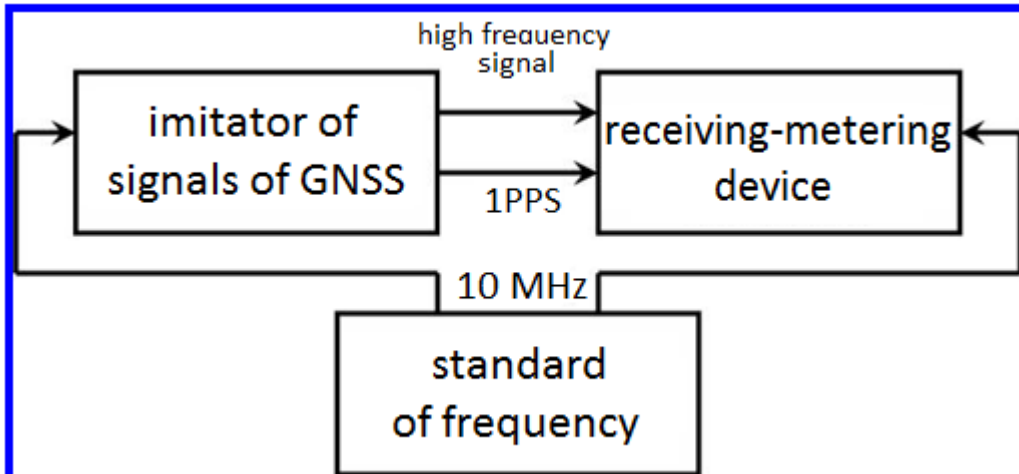 high frequency
signal
imitator of
signals of GNSS
receiving-metering
device
1PPS
10 MHz
standard
of frequency